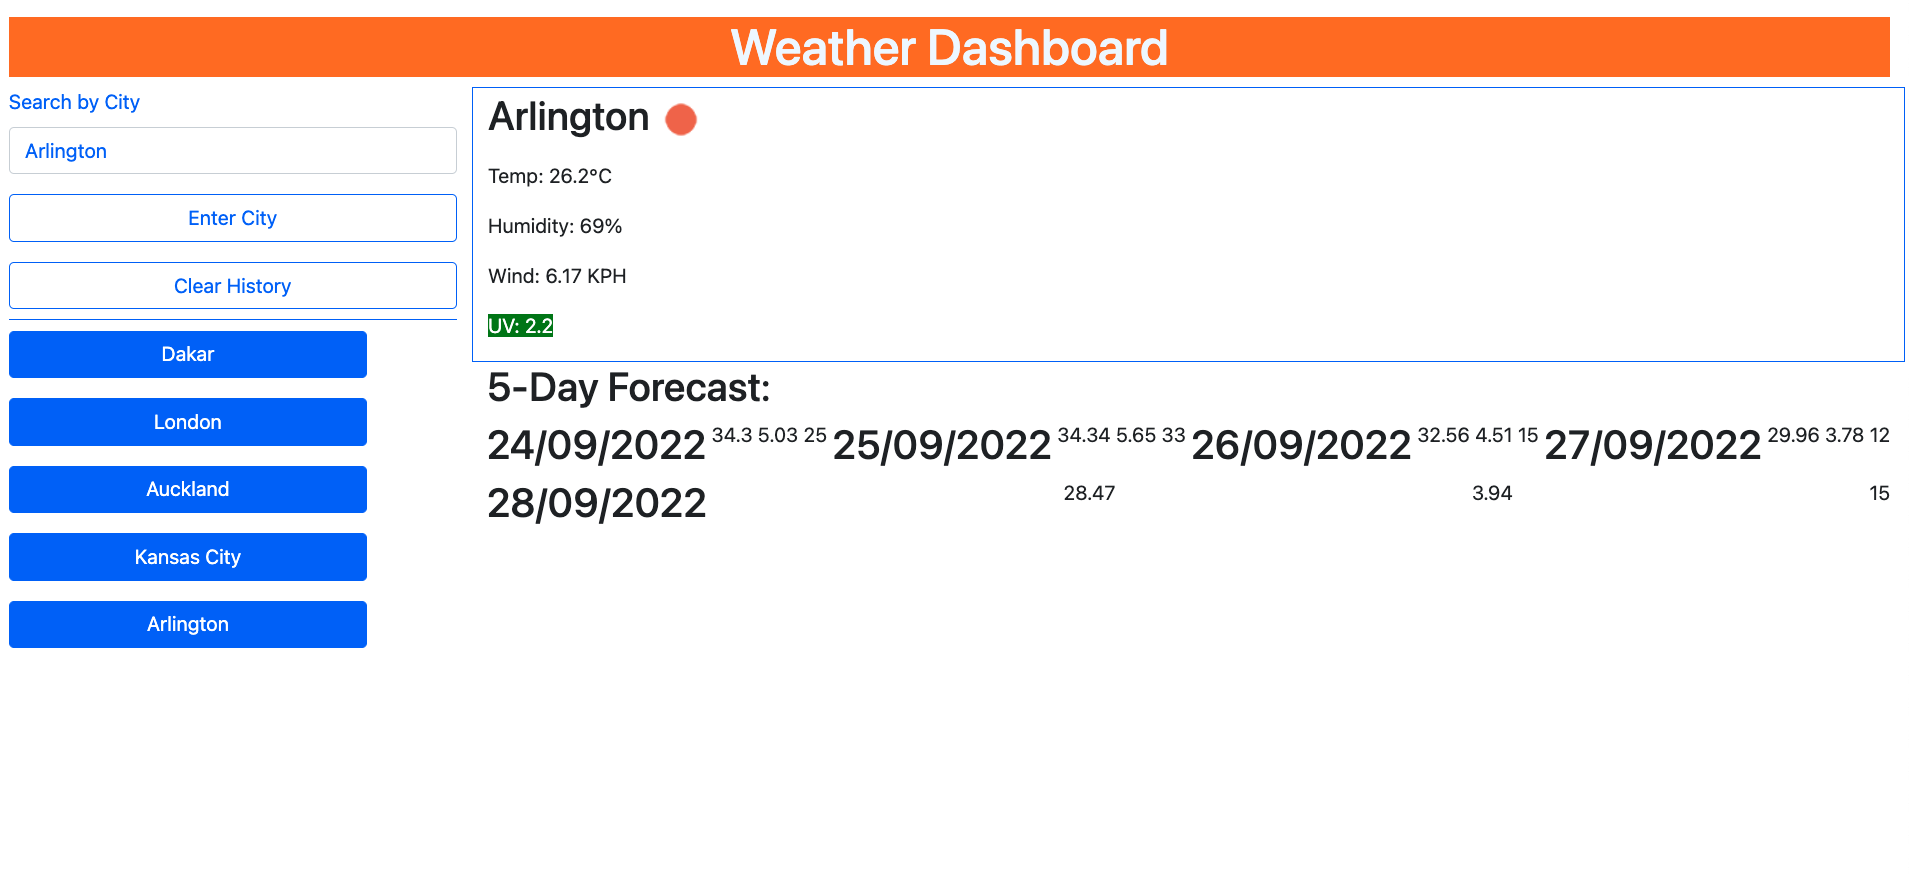 Weather Dashboard
Search by City
Arlington
Enter City
Clear History
Dakar
London
Auckland
Kansas City
Arlington
Arlington
Temp: 26.2°C
Humidity: 69%
Wind: 6.17 KPH
UV: 2.2
5-Day Forecast:
24/09/2022 34.3 5.03 25 25/09/2022 34.34 5.65 33 26/09/2022 32.56 4.51 15 27/09/2022 29.96 3.78 12
28/09/2022 28.47 3.94 15